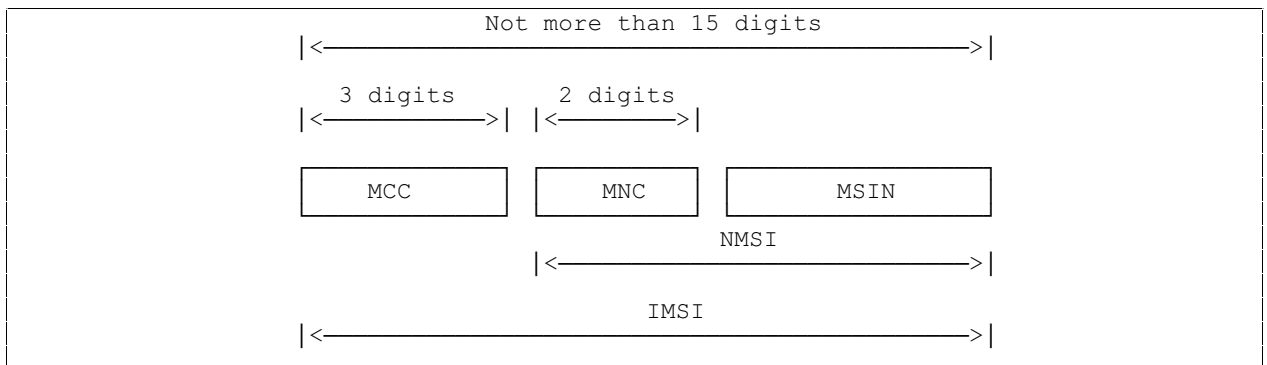 Not more than 15 digits
3 digits 2 digits
MCC MNC MSIN
NMSI
IMSI